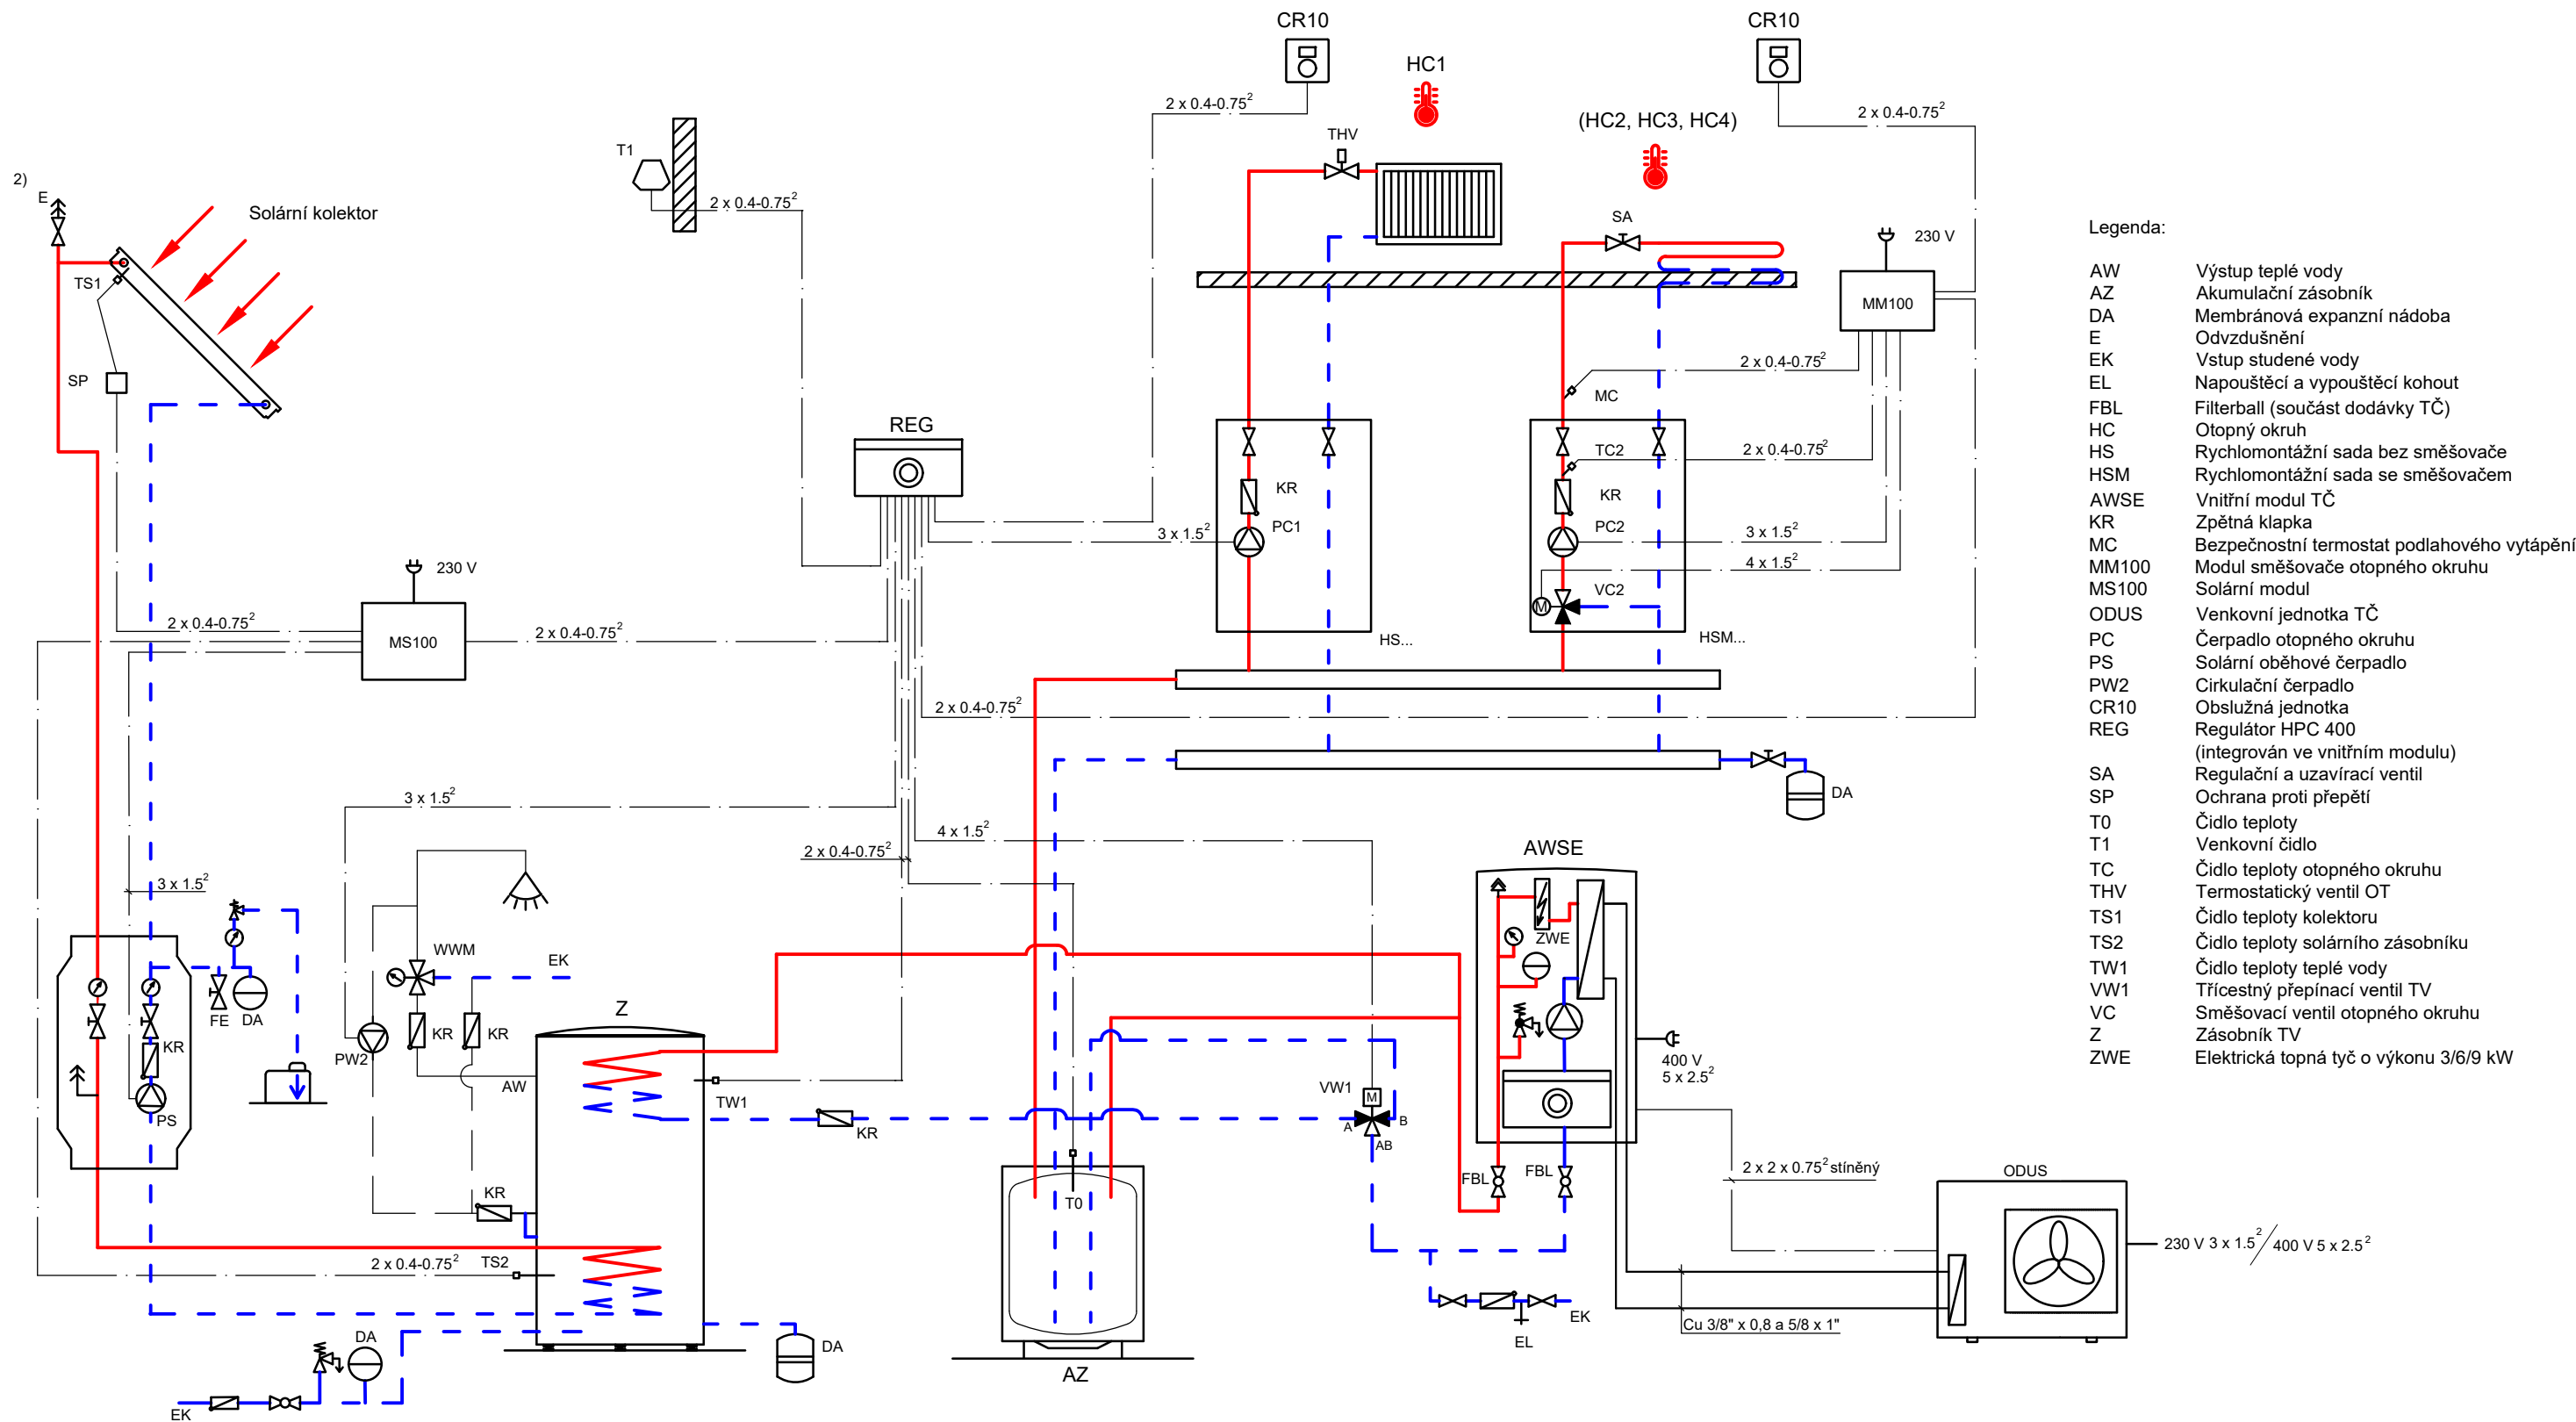 CR10
CR10
HC1
2 x 0.4-0.75²
2 x 0.4-0.75²
(HC2, HC3, HC4)
THV
T1
2)
E
Solární kolektor
2 x 0.4-0.75²
SA
230 V
TS1
MM100
SP
2 x 0.4-0.75²
MC
REG
TC2
2 x 0.4-0.75²
KR
KR
3 x 1.5²
PC1
PC2
3 x 1.5²
4 x 1.5²
230 V
VC2
M
2 x 0.4-0.75²
MS100
2 x 0.4-0.75²
HS...
HSM...
2 x 0.4-0.75²
3 x 1.5²
DA
4 x 1.5²
2 x 0.4-0.75²
AWSE
3 x 1.5²
WWM
EK
ZWE
FE
DA
Z
KR
KR
KR
PW2
400 V
5 x 2.5²
AW
TW1
VW1
M
PS
KR
A
B
AB
2 x 2 x 0.75² stíněný
ODUS
FBL
FBL
KR
T0
230 V 3 x 1.5² / 400 V 5 x 2.5²
2 x 0.4-0.75²
TS2
EK
EL
Cu 3/8" x 0,8 a 5/8 x 1"
DA
DA
AZ
EK
Legenda:
AW Výstup teplé vody
AZ Akumulační zásobník
DA Membránová expanzní nádoba
E Odvzdušnění
EK Vstup studené vody
EL Napouštěcí a vypouštěcí kohout
FBL Filterball (součást dodávky TČ)
HC Otopný okruh
HS Rychlomontážní sada bez směšovače
HSM Rychlomontážní sada se směšovačem
AWSE Vnitřní modul TČ
KR Zpětná klapka
MC Bezpečnostní termostat podlahového vytápění
MM100 Modul směšovače otopného okruhu
MS100 Solární modul
ODUS Venkovní jednotka TČ
PC Čerpadlo otopného okruhu
PS Solární oběhové čerpadlo
PW2 Cirkulační čerpadlo
CR10 Obslužná jednotka
REG Regulátor HPC 400
(integrován ve vnitřním modulu)
SA Regulační a uzavírací ventil
SP Ochrana proti přepětí
T0 Čidlo teploty
T1 Venkovní čidlo
TC Čidlo teploty otopného okruhu
THV Termostatický ventil OT
TS1 Čidlo teploty kolektoru
TS2 Čidlo teploty solárního zásobníku
TW1 Čidlo teploty teplé vody
VW1 Třícestný přepínací ventil TV
VC Směšovací ventil otopného okruhu
Z Zásobník TV
ZWE Elektrická topná tyč o výkonu 3/6/9 kW